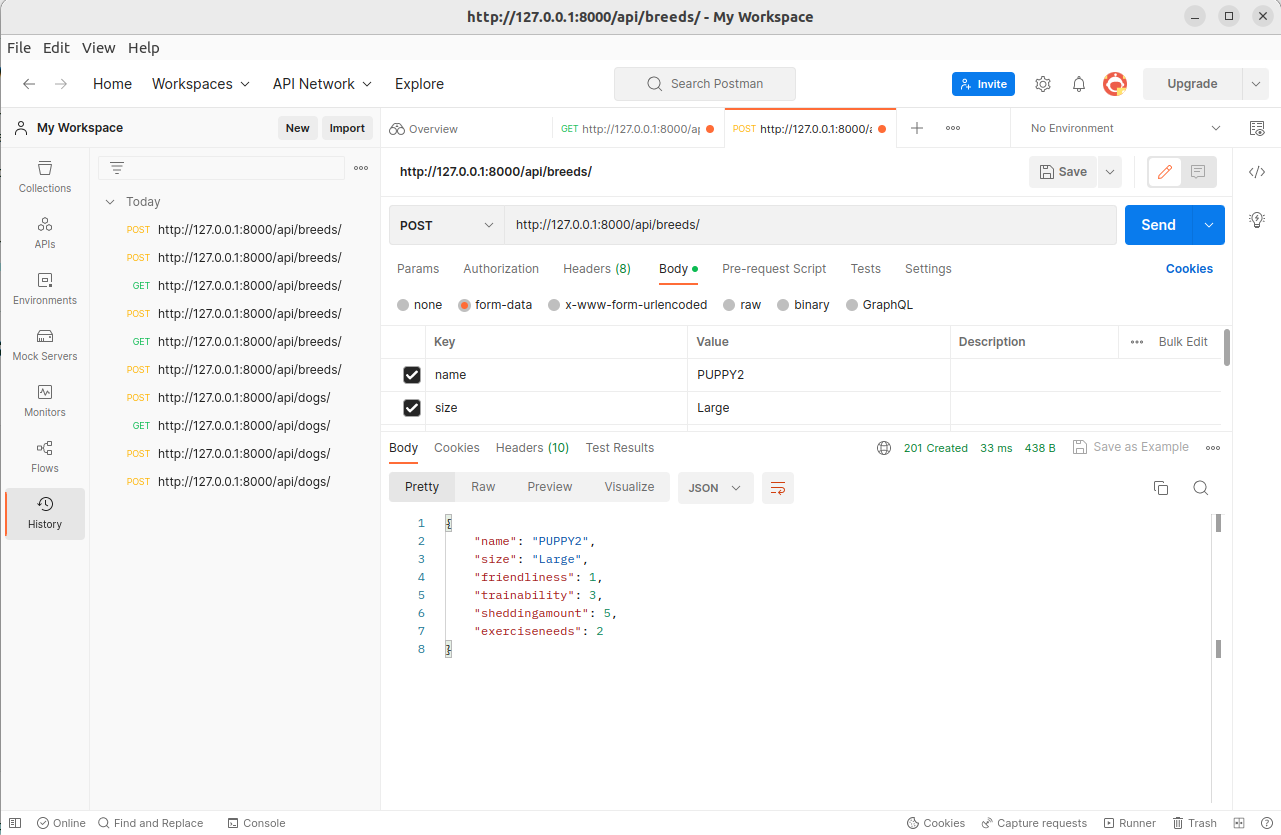 http://127.0.0.1:8000/api/breeds/ - My Workspace
File Edit View Help
Home Workspaces API Network Explore Search Postman Invite Upgrade
My Workspace New Import Overview GET http://127.0.0.1:8000/ap POST http://127.0.0.1:8000/a No Environment
http://127.0.0.1:8000/api/breeds/ Save
Collections
APIs
Environments
Mock Servers
Monitors
Flows
History
Today
POST http://127.0.0.1:8000/api/breeds/
POST http://127.0.0.1:8000/api/breeds/
GET http://127.0.0.1:8000/api/breeds/
POST http://127.0.0.1:8000/api/breeds/
GET http://127.0.0.1:8000/api/breeds/
POST http://127.0.0.1:8000/api/breeds/
POST http://127.0.0.1:8000/api/dogs/
GET http://127.0.0.1:8000/api/dogs/
POST http://127.0.0.1:8000/api/dogs/
POST http://127.0.0.1:8000/api/dogs/
POST http://127.0.0.1:8000/api/breeds/ Send
Params Authorization Headers (8) Body Pre-request Script Tests Settings Cookies
none form-data x-www-form-urlencoded raw binary GraphQL
Key Value Description Bulk Edit
name PUPPY2
size Large
Body Cookies Headers (10) Test Results 201 Created 33 ms 438 B Save as Example
Pretty Raw Preview Visualize JSON
1 {
2 "name": "PUPPY2",
3 "size": "Large",
4 "friendliness": 1,
5 "trainability": 3,
6 "sheddingamount": 5,
7 "exerciseneeds": 2
8 }
Online Find and Replace Console Cookies Capture requests Runner Trash